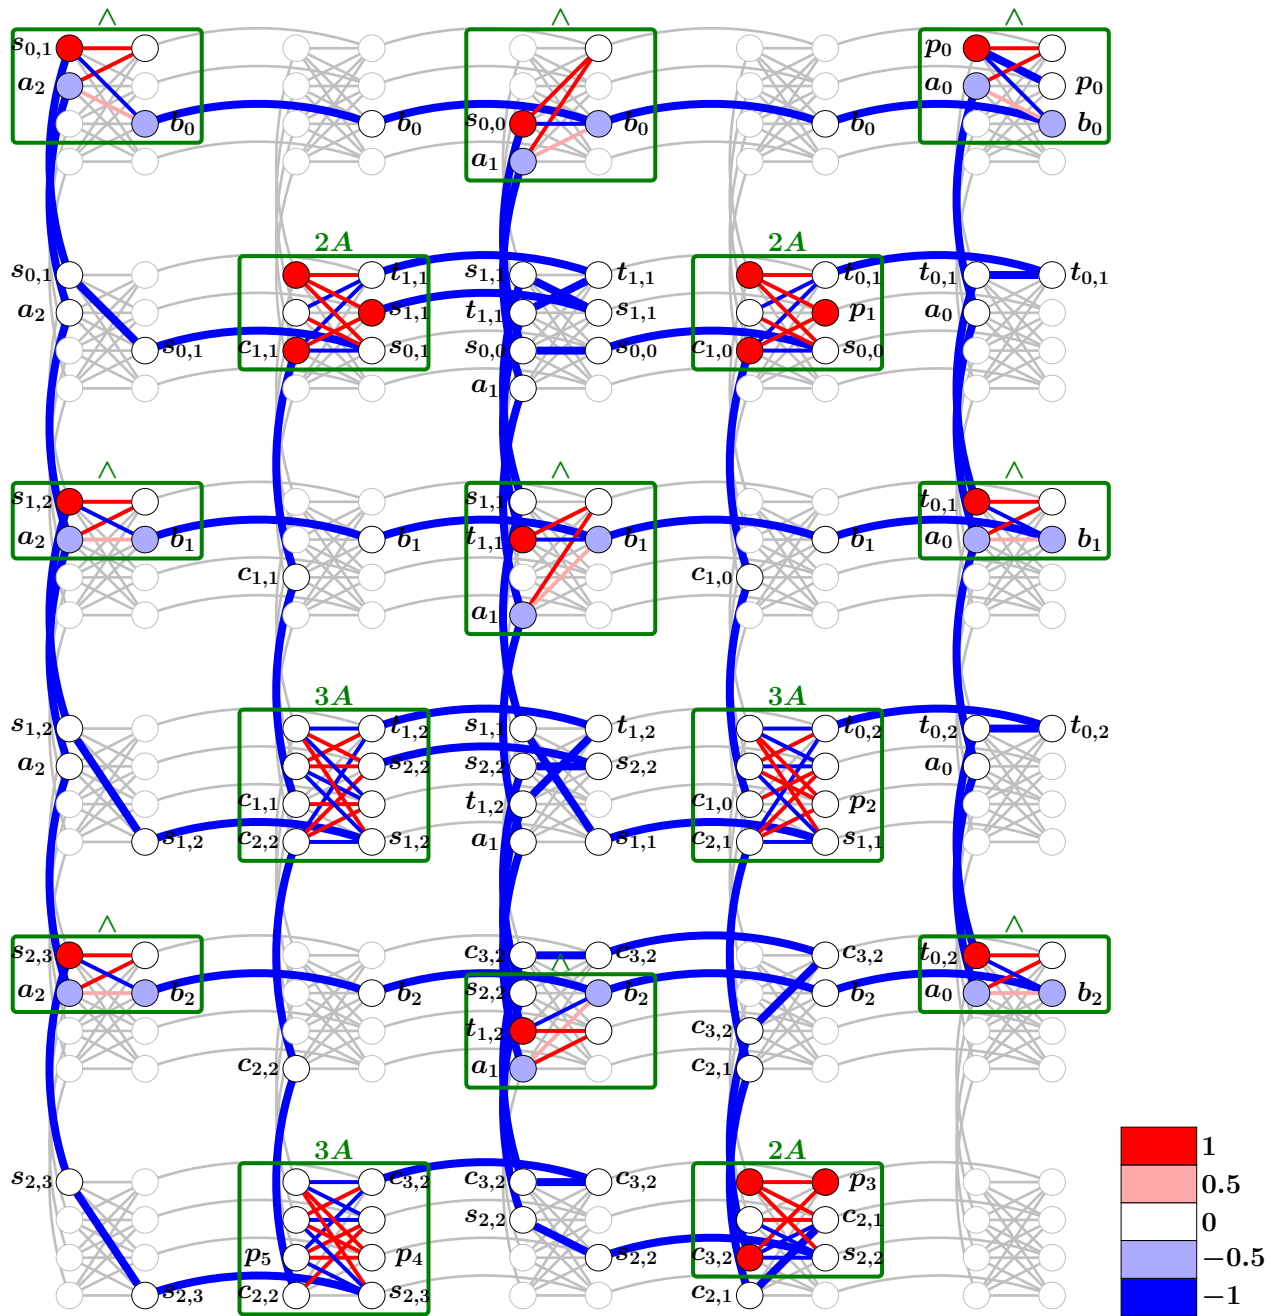 ∧ ∧ ∧
s0,1 p0
a2 a0 p0
b0 b0 s0,0 b0 b0 b0
a1
2A 2A
s0,1 t1,1 s1,1 t1,1 t0,1 t0,1 t0,1
a2 s1,1 t1,1 s1,1 p1 a0
s0,1 c1,1 s0,1 s0,0 s0,0 c1,0 s0,0
a1
∧ ∧ ∧
s1,2 s1,1 t0,1
a2 b1 b1 t1,1 b1 b1 a0 b1
c1,1 c1,0
a1
3A 3A
s1,2 t1,2 s1,1 t1,2 t0,2 t0,2 t0,2
a2 s2,2 s2,2 s2,2 a0
c1,1 t1,2 c1,0 p2
s1,2 c2,2 s1,2 a1 s1,1 c2,1 s1,1
∧ ∧
s2,3 c3,2 c3,2 c3,2 t0,2
∧
a2 b2 b2 s2,2 b2 b2 a0 b2
t1,2 c3,2
c2,2 a1 c2,1
3A 2A
s2,3 c3,2 c3,2 c3,2 p3
s2,2 c2,1
p5 p4 s2,2 c3,2 s2,2
s2,3 c2,2 s2,3 c2,1
1
0.5
0
−0.5
−1